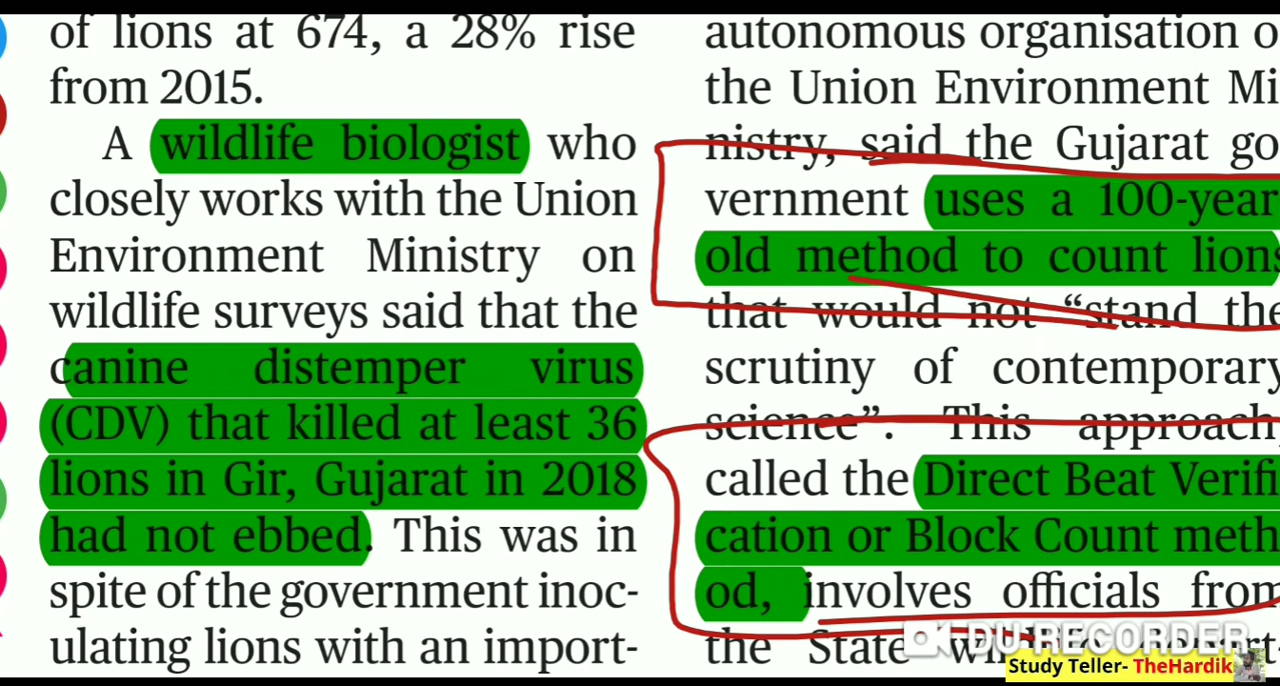 of lions at 674, a 28% rise
from 2015.
A wildlife biologist who
closely works with the Union
Environment Ministry on
wildlife surveys said that the
canine distemper virus
(CDV) that killed at least 36
lions in Gir, Gujarat in 2018
had not ebbed. This was in
spite of the government inoc-
ulating lions with an import-
autonomous organisation o
the Union Environment Mi
nistry, said the Gujarat go
vernment uses a 100-year
old method to count lions
that would not “stand the
scrutiny of contemporary
science”. This approach,
called the Direct Beat Verifi
cation or Block Count meth
od, involves officials from
the State wildlife depart-
DU RECORDER
Study Teller- TheHardik